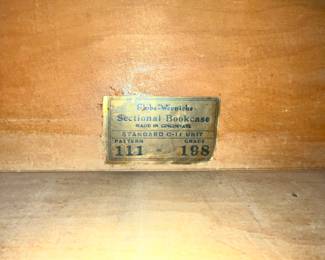 Globe-Wernicke
Sectional Bookcase
MADE IN CINCINNATI
STANDARD C-11 UNIT
PATTERN GRADE
111 - 198